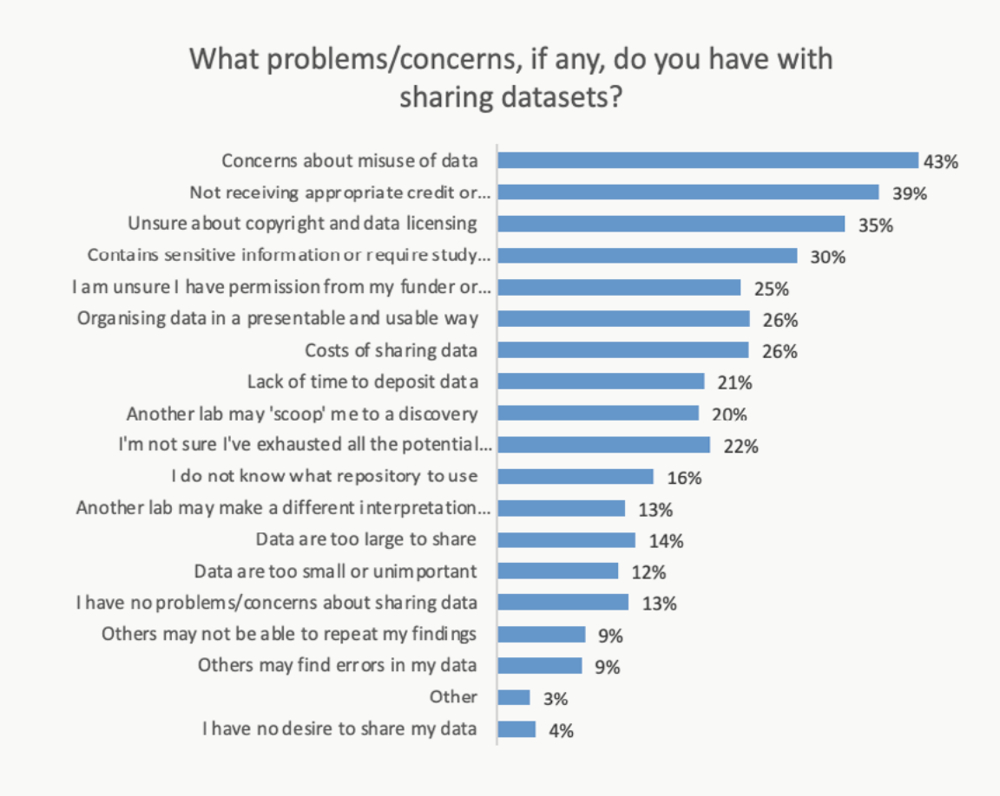 What problems/concerns, if any, do you have with
sharing datasets?
Concerns about misuse of data 43%
Not receiving appropriate credit or... 39%
Unsure about copyright and data licensing 35%
Contains sensitive information or require study... 30%
I am unsure I have permission from my funder or... 25%
Organising data in a presentable and usable way 26%
Costs of sharing data 26%
Lack of time to deposit data 21%
Another lab may 'scoop' me to a discovery 20%
I'm not sure I've exhausted all the potential... 22%
I do not know what repository to use 16%
Another lab may make a different interpretation... 13%
Data are too large to share 14%
Data are too small or unimportant 12%
I have no problems/concerns about sharing data 13%
Others may not be able to repeat my findings 9%
Others may find errors in my data 9%
Other 3%
I have no desire to share my data 4%